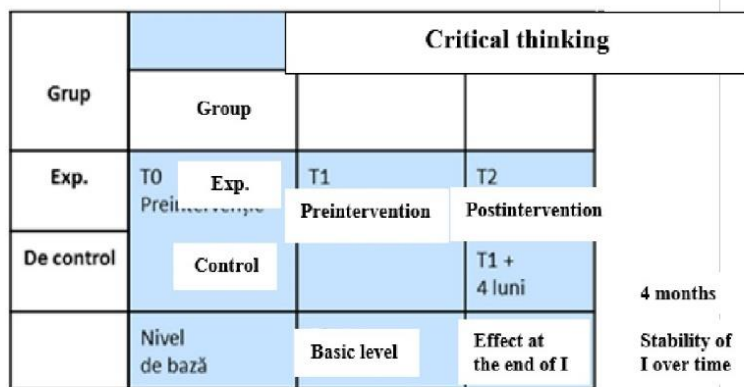 Critical thinking
Grup
Group
Exp.
T0
Exp.
T1
T2
Preintervenție
Preintervention
Postintervention
De control
Control
T1 +
4 luni
4 months
Nivel
de bază
Basic level
Effect at
the end of I
Stability of
I over time